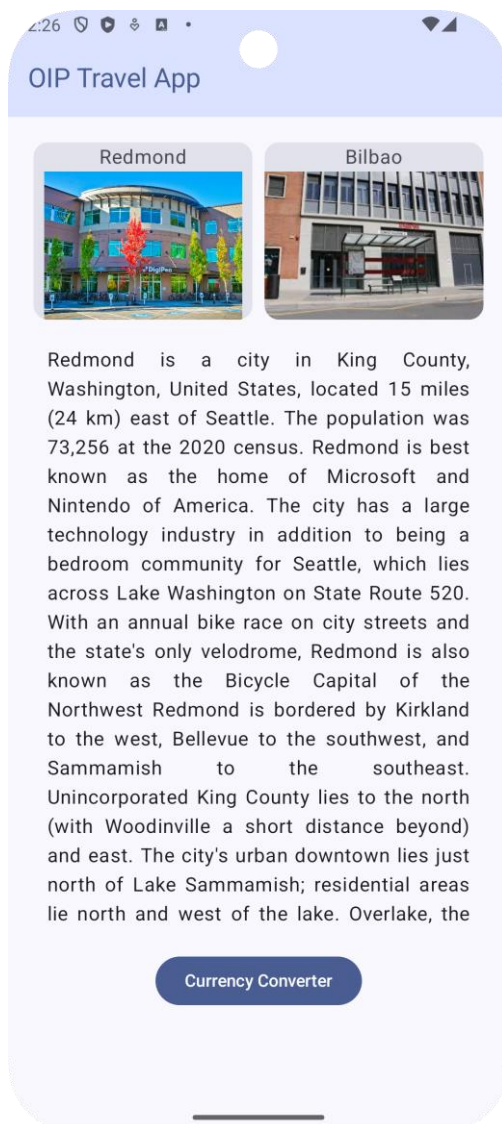 2:26
OIP Travel App
Redmond
Bilbao
DigiPen
Redmond is a city in King County,
Washington, United States, located 15 miles
(24 km) east of Seattle. The population was
73,256 at the 2020 census. Redmond is best
known as the home of Microsoft and
Nintendo of America. The city has a large
technology industry in addition to being a
bedroom community for Seattle, which lies
across Lake Washington on State Route 520.
With an annual bike race on city streets and
the state's only velodrome, Redmond is also
known as the Bicycle Capital of the
Northwest Redmond is bordered by Kirkland
to the west, Bellevue to the southwest, and
Sammamish to the southeast.
Unincorporated King County lies to the north
(with Woodinville a short distance beyond)
and east. The city's urban downtown lies just
north of Lake Sammamish; residential areas
lie north and west of the lake. Overlake, the
Currency Converter